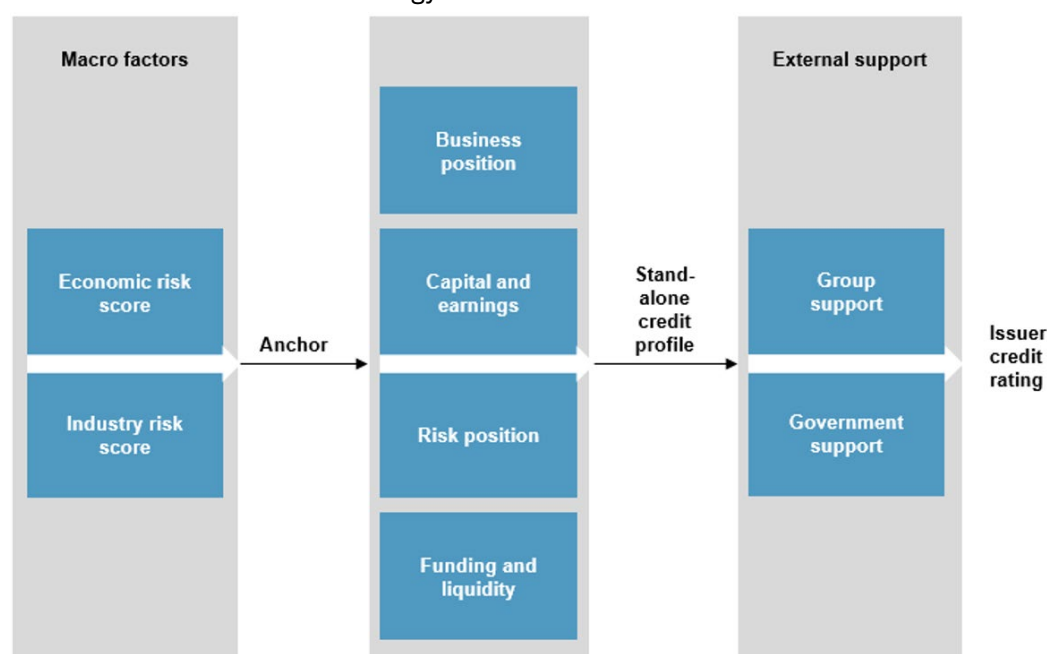 Macro factors
Economic risk
score
Industry risk
score
Anchor
Business
position
Capital and
earnings
Risk position
Funding and
liquidity
Stand-
alone
credit
profile
External support
Group
support
Government
support
Issuer
credit
rating